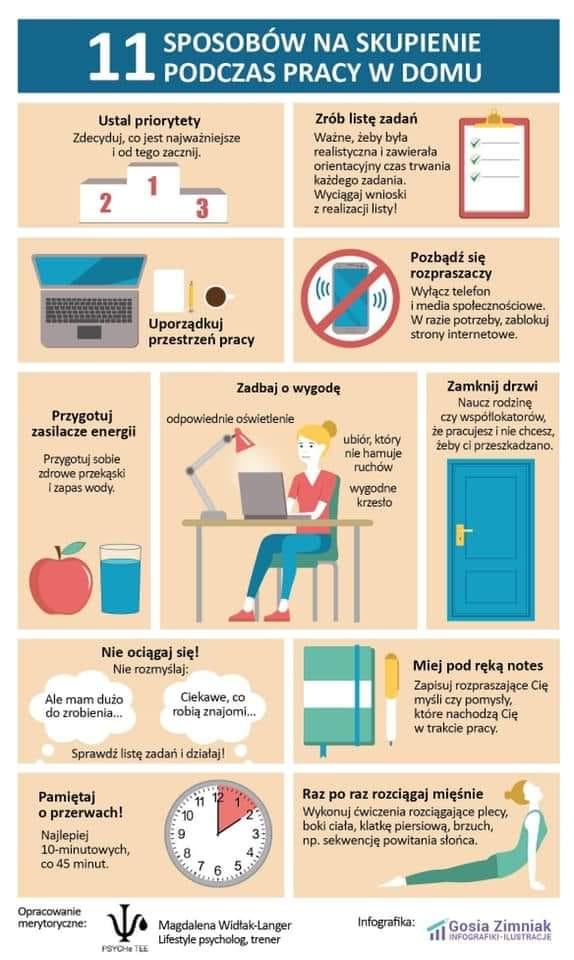 11 SPOSOBÓW NA SKUPIENIE
PODCZAS PRACY W DOMU
Ustal priorytety
Zdecyduj, co jest najważniejsze
i od tego zacznij.
1
2
3
Zrób listę zadań
Ważne, żeby była
realistyczna i zawierała
orientacyjny czas trwania
każdego zadania.
Wyciągaj wnioski
z realizacji listy!
Uporządkuj
przestrzeń pracy
Pozbądź się
rozpraszaczy
Wyłącz telefon
i media społecznościowe.
W razie potrzeby, zablokuj
strony internetowe.
Przygotuj
zasilacze energii
Przygotuj sobie
zdrowe przekąski
i zapas wody.
Zadbaj o wygodę
odpowiednie oświetlenie
ubiór, który
nie hamuje
ruchów
wygodne
krzesło
Zamknij drzwi
Naucz rodzinę
czy współlokatorów,
że pracujesz i nie chcesz,
żeby ci przeszkadzano.
Nie ociągaj się!
Nie rozmyślaj:
Ale mam dużo
do zrobienia...
Ciekawe, co
robią znajomi...
Sprawdź listę zadań i działaj!
Miej pod ręką notes
Zapisuj rozpraszające Cię
myśli czy pomysły,
które nachodzą Cię
w trakcie pracy.
Pamiętaj
o przerwach!
Najlepiej
10-minutowych,
co 45 minut.
12
1
2
3
4
5
6
7
8
9
10
11
Raz po raz rozciągaj mięśnie
Wykonuj ćwiczenia rozciągające plecy,
boki ciała, klatkę piersiową, brzuch,
np. sekwencję powitania słońca.
Opracowanie
merytoryczne:
PSYCHe TEE
Magdalena Widłak-Langer
Lifestyle psycholog, trener
Infografika:
Gosia Zimniak
INFOGRAFIKI-ILUSTRACJE